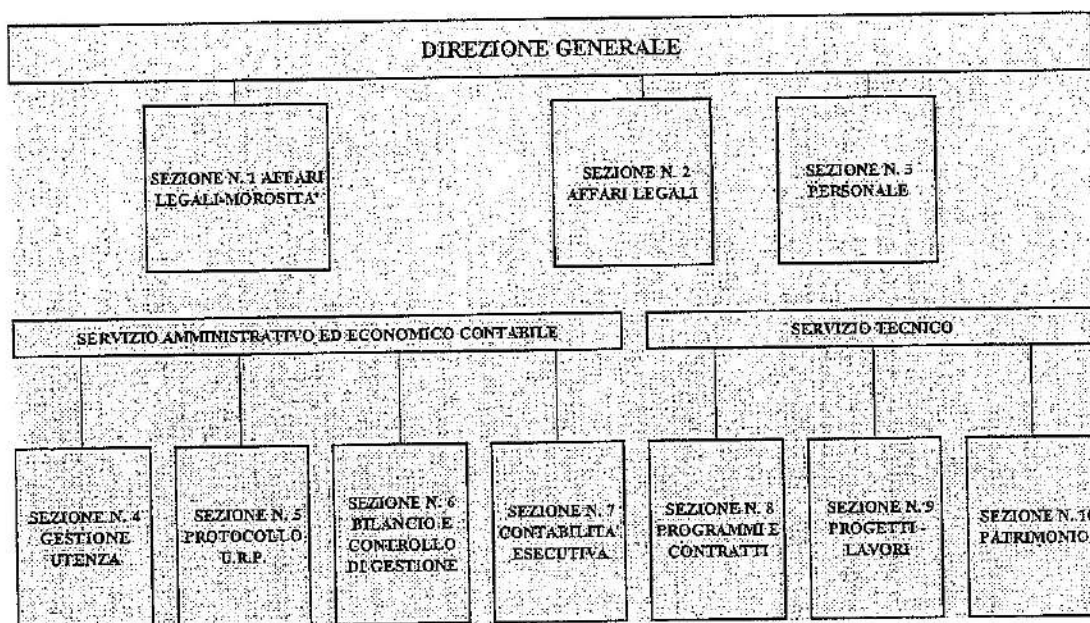 DIREZIONE GENERALE
SEZIONE N. 1 AFFARI
LEGALI-MOROSITA'
SEZIONE N. 2
AFFARI LEGALI
SEZIONE N. 3
PERSONALE
SERVIZIO AMMINISTRATIVO ED ECONOMICO CONTABILE
SERVIZIO TECNICO
SEZIONE N. 4
GESTIONE
UTENZA
SEZIONE N. 5
PROTOCOLLO
U.R.P.
SEZIONE N. 6
BILANCIO E
CONTROLLO
DI GESTIONE
SEZIONE N. 7
CONTABILITA'
ESECUTIVA
SEZIONE N. 8
PROGRAMMI E
CONTRATTI
SEZIONE N. 9
PROGETTI -
LAVORI
SEZIONE N. 10
PATRIMONIO